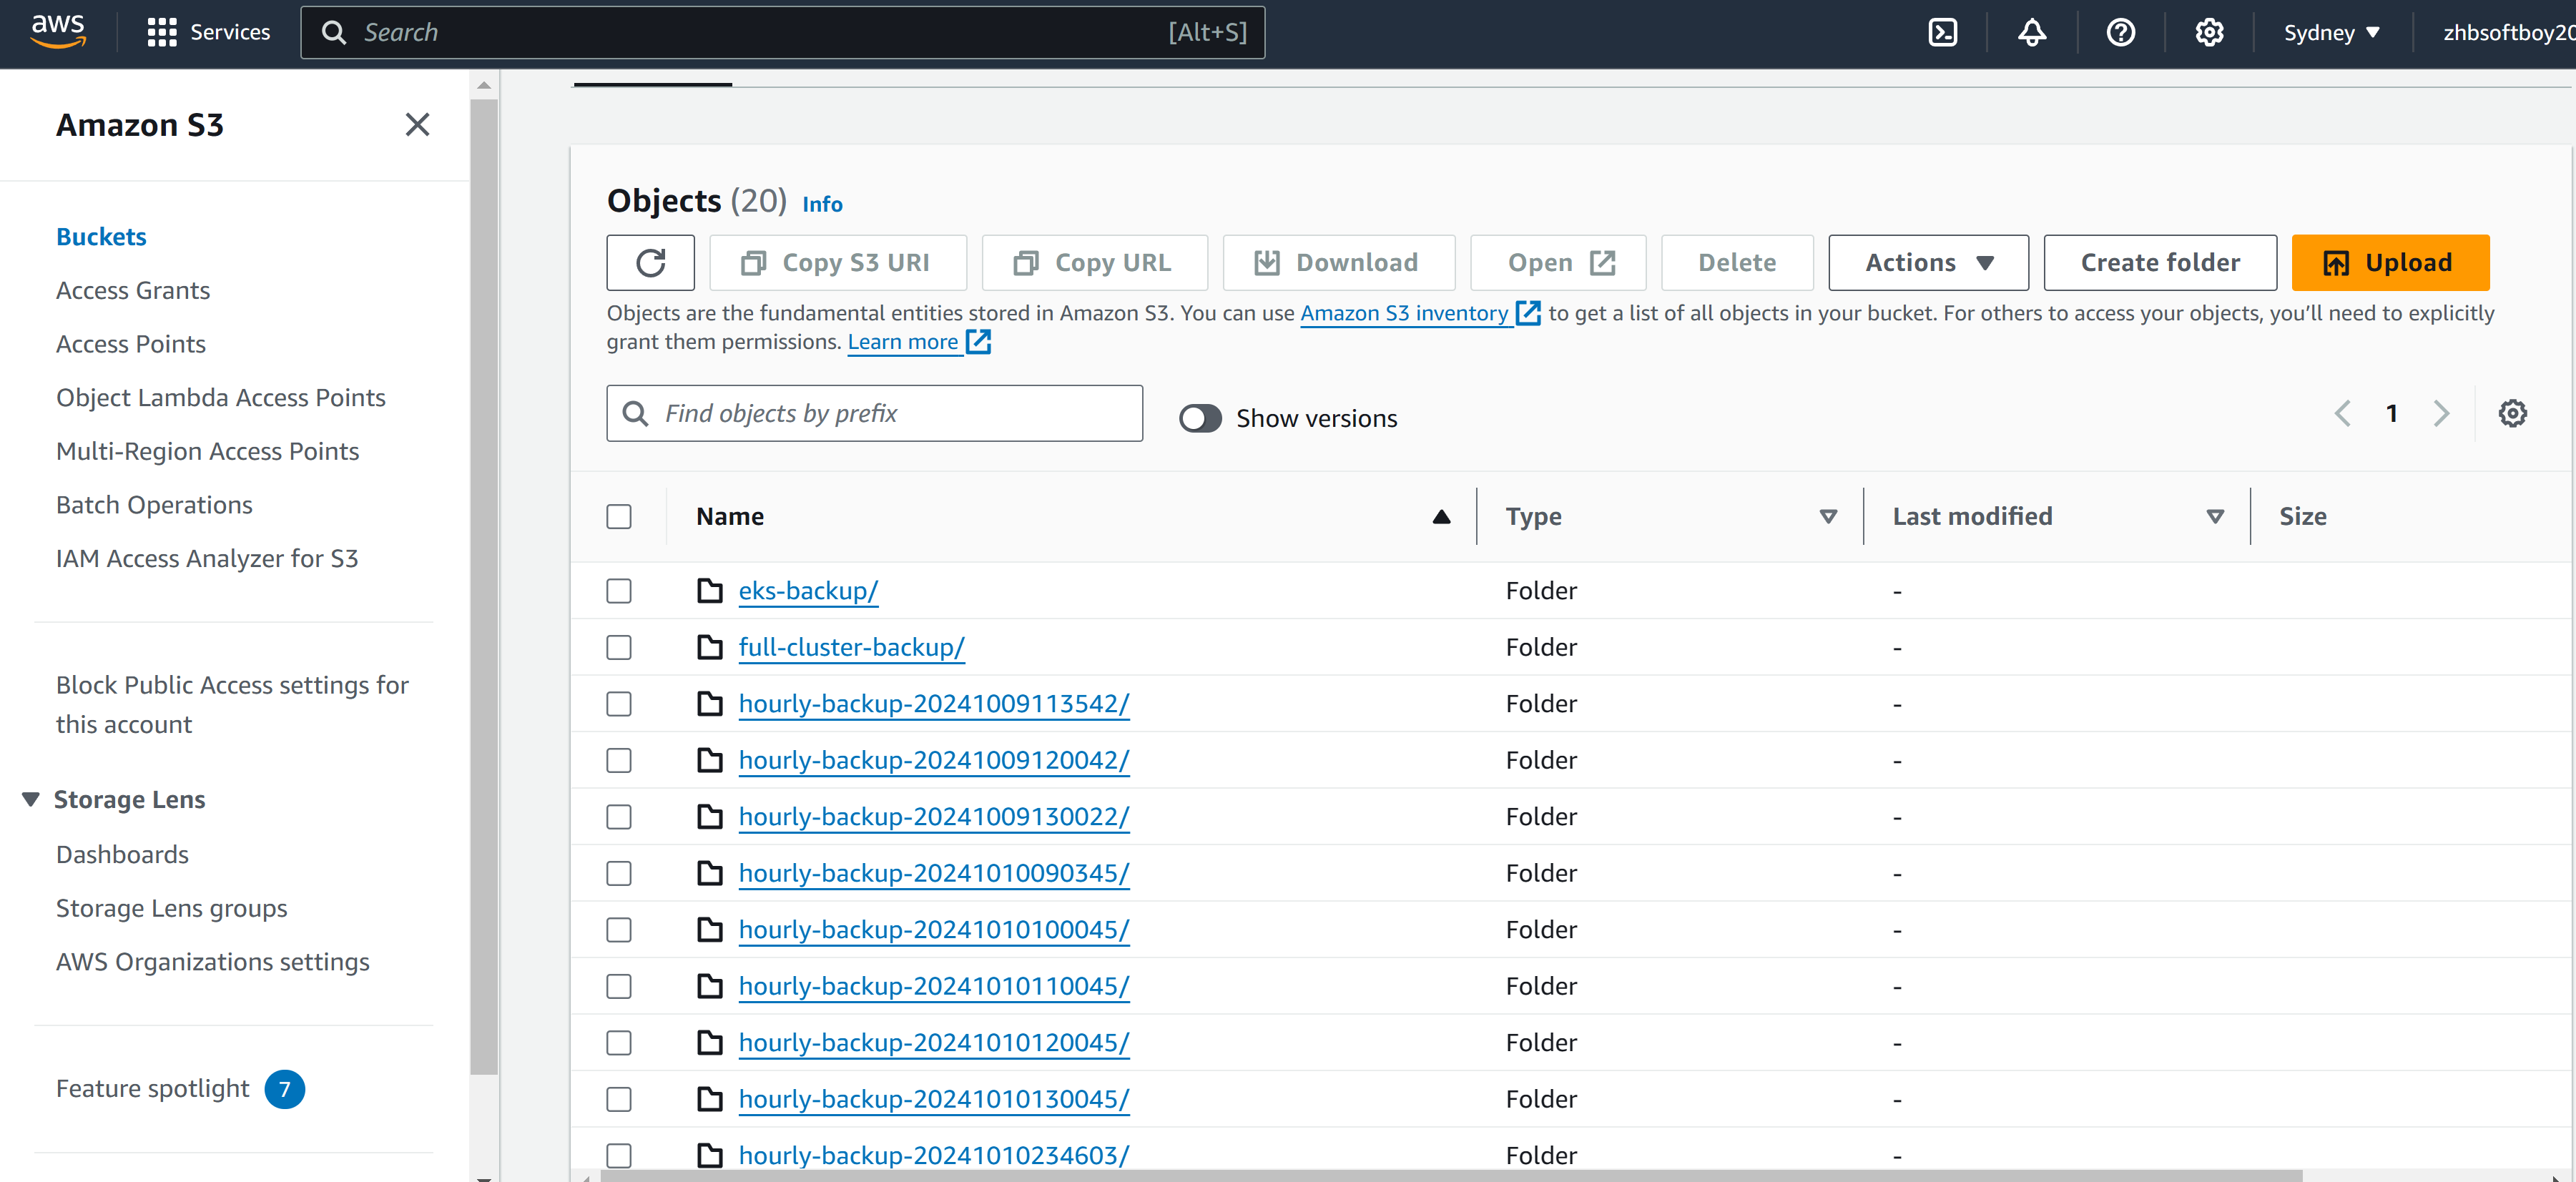 aws
Services
Search
[Alt+S]
Sydney
zhbsoftboy20
Amazon S3
Buckets
Access Grants
Access Points
Object Lambda Access Points
Multi-Region Access Points
Batch Operations
IAM Access Analyzer for S3
Block Public Access settings for
this account
Storage Lens
Dashboards
Storage Lens groups
AWS Organizations settings
Feature spotlight 7
Objects (20) Info
Copy S3 URI
Copy URL
Download
Open
Delete
Actions
Create folder
Upload
Objects are the fundamental entities stored in Amazon S3. You can use Amazon S3 inventory to get a list of all objects in your bucket. For others to access your objects, you’ll need to explicitly
grant them permissions. Learn more
Find objects by prefix
Show versions
1
Name Type Last modified Size
eks-backup/ Folder -
full-cluster-backup/ Folder -
hourly-backup-20241009113542/ Folder -
hourly-backup-20241009120042/ Folder -
hourly-backup-20241009130022/ Folder -
hourly-backup-20241010090345/ Folder -
hourly-backup-20241010100045/ Folder -
hourly-backup-20241010110045/ Folder -
hourly-backup-20241010120045/ Folder -
hourly-backup-20241010130045/ Folder -
hourly-backup-20241010234603/ Folder -